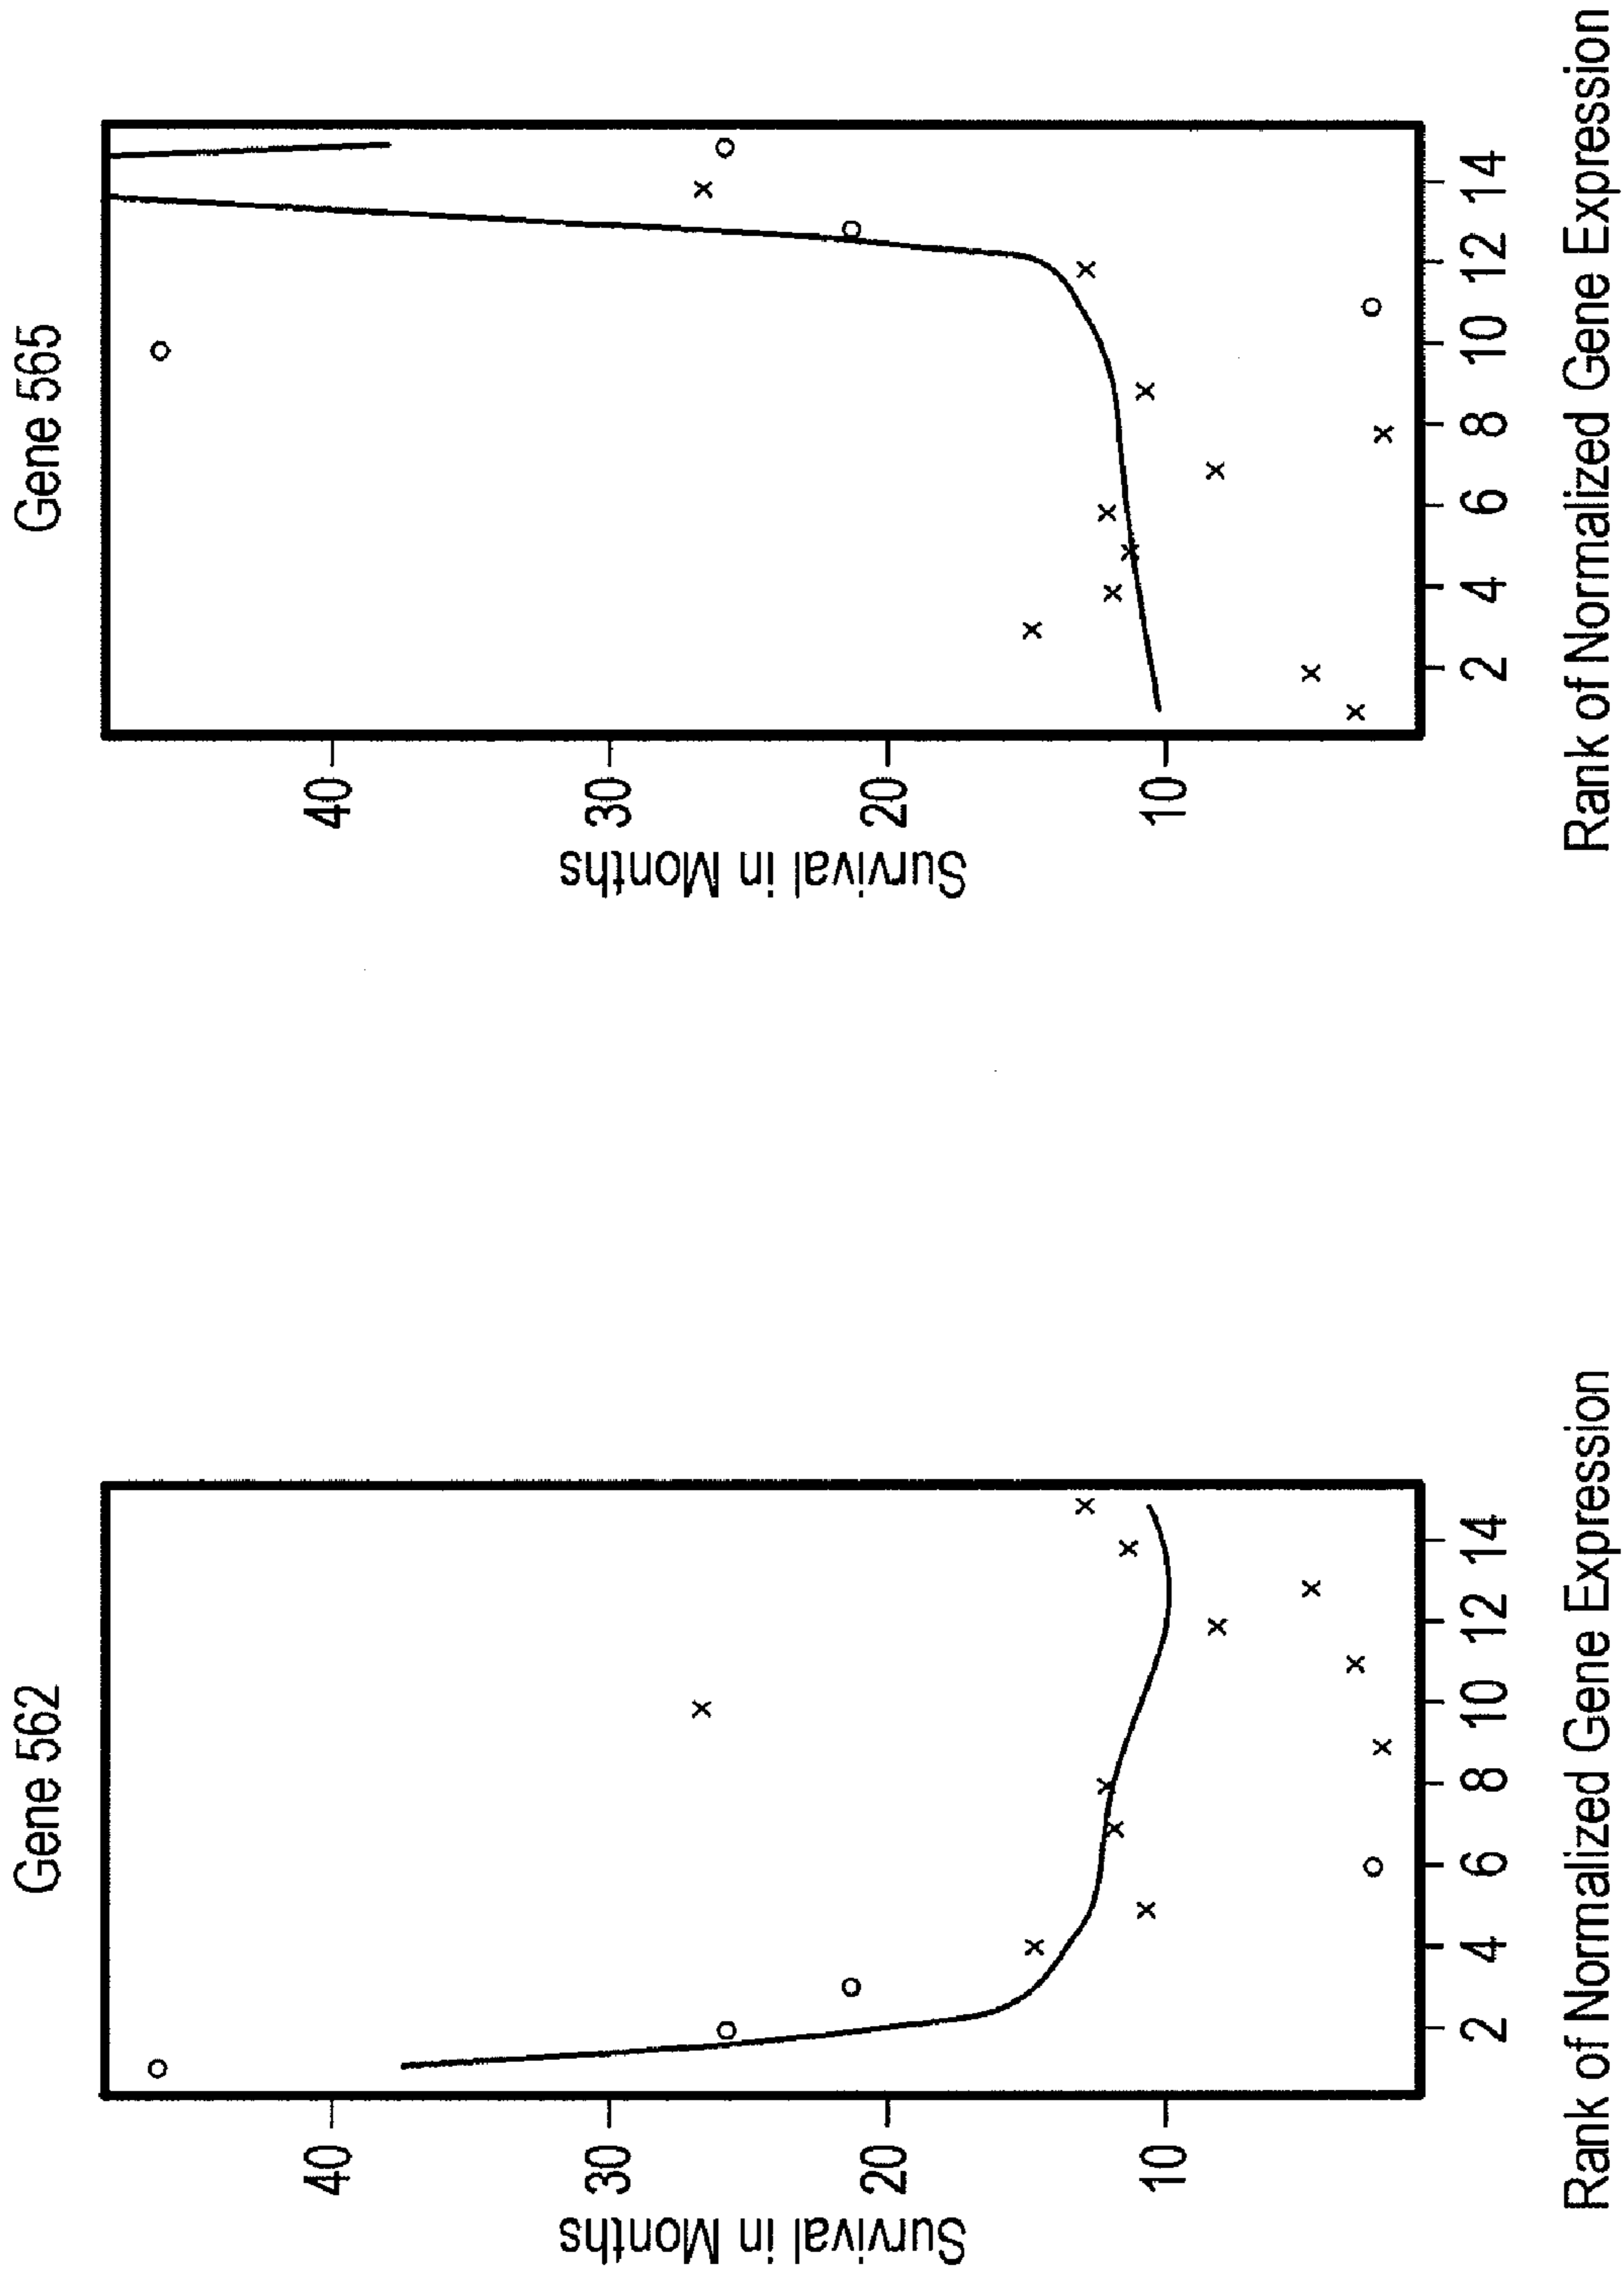 Gene 562
Survival in Months
40
30
20
10
2 4 6 8 10 12 14
Rank of Normalized Gene Expression
Gene 565
Survival in Months
40
30
20
10
2 4 6 8 10 12 14
Rank of Normalized Gene Expression